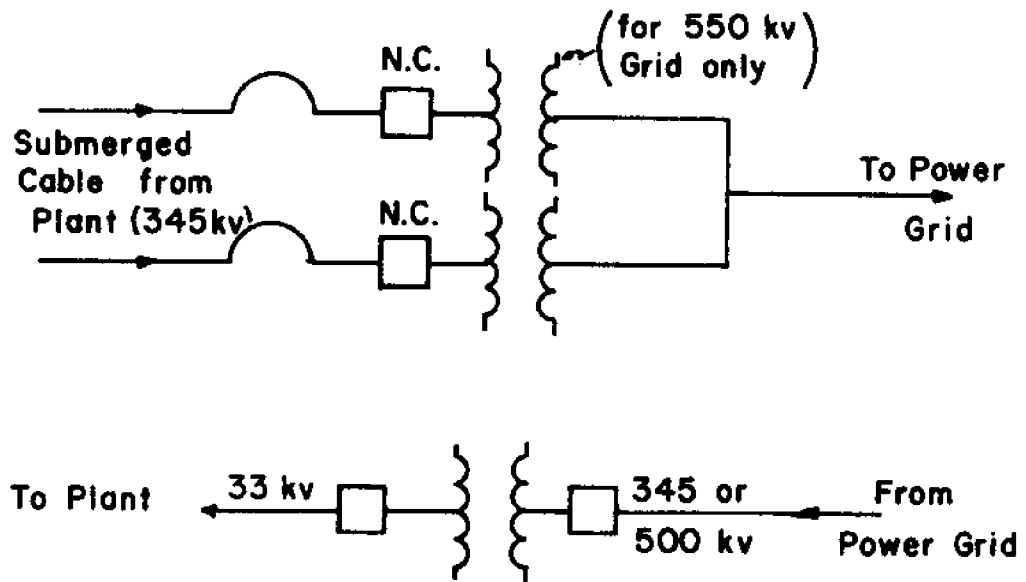 (for 550 kv
Grid only)
N.C.
Submerged
Cable from
Plant (345kv)
N.C.
To Power
Grid
To Plant
33 kv
345 or
500 kv
From
Power Grid